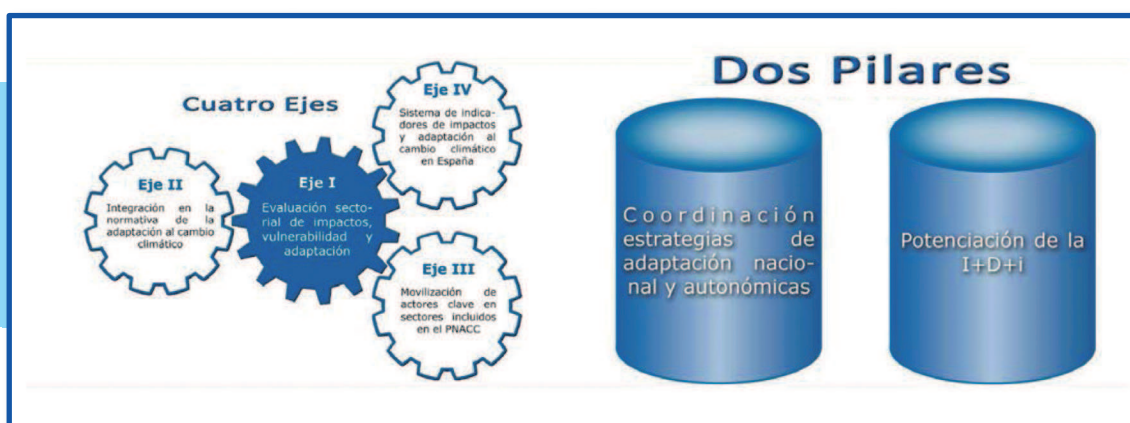 Cuatro Ejes
Eje II
Integración en la
normativa de la
adaptación al cambio
climático
Eje I
Evaluación secto-
rial de impactos,
vulnerabilidad y
adaptación
Eje IV
Sistema de indica-
dores de impactos
y adaptación al
cambio climático
en España
Eje III
Movilización de
actores clave en
sectores incluidos
en el PNACC
Dos Pilares
Coordinación
estrategias de
adaptación nacio-
nal y autonómicas
Potenciación de la
I+D+i